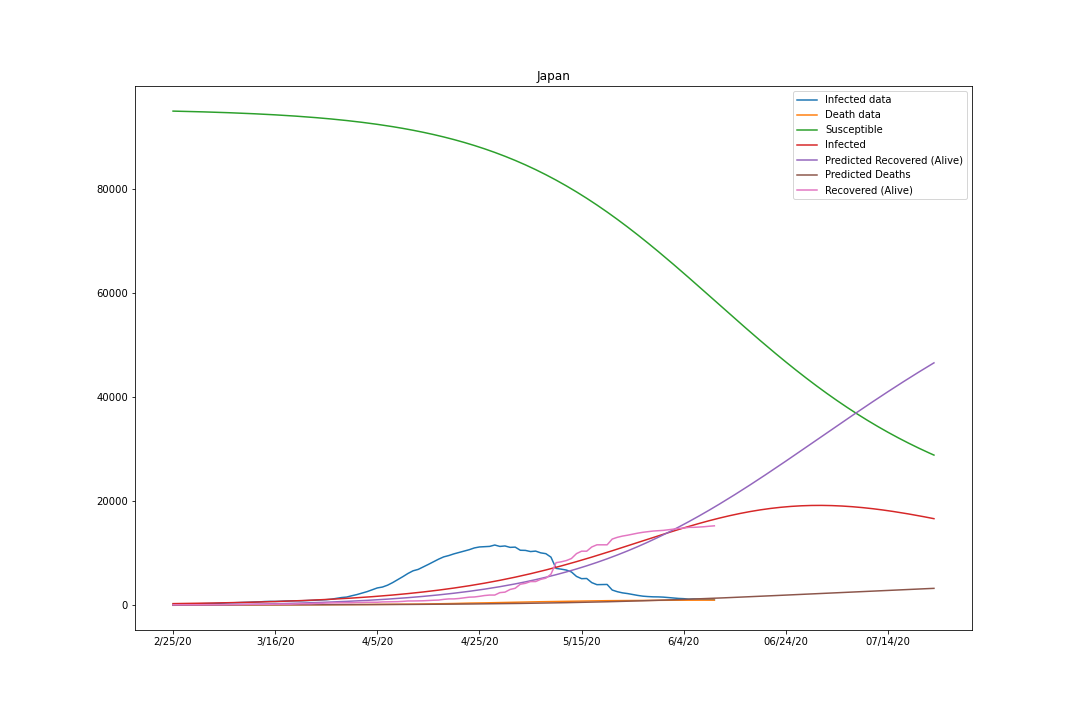 Japan
Infected data
Death data
Susceptible
Infected
Predicted Recovered (Alive)
Predicted Deaths
Recovered (Alive)
80000
60000
40000
20000
0
2/25/20
3/16/20
4/5/20
4/25/20
5/15/20
6/4/20
06/24/20
07/14/20